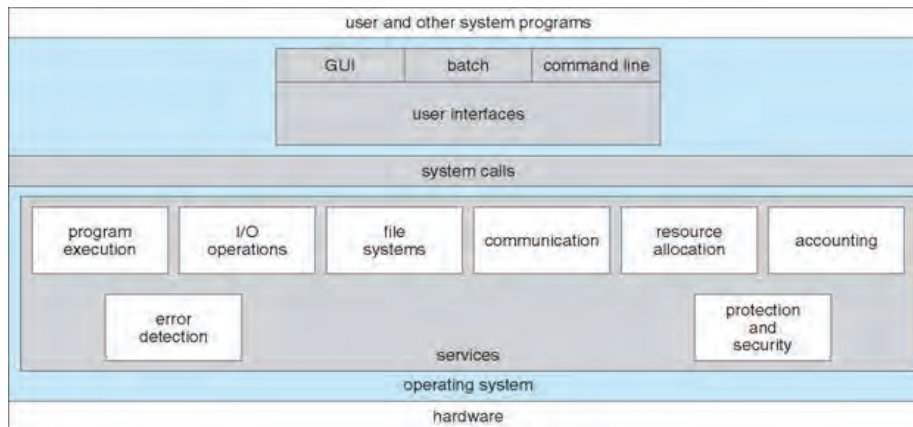 user and other system programs
GUI batch command line
user interfaces
system calls
program execution
I/O operations
file systems
communication
resource allocation
accounting
error detection
protection and security
services
operating system
hardware